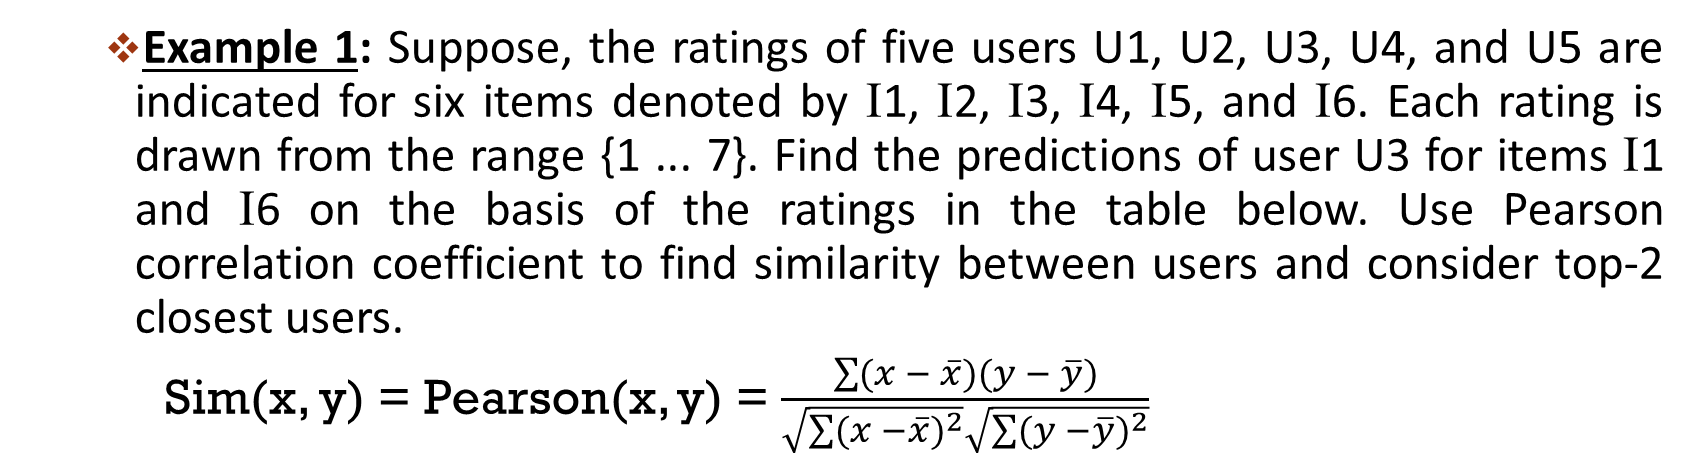 ❖Example 1: Suppose, the ratings of five users U1, U2, U3, U4, and U5 are
indicated for six items denoted by I1, I2, I3, I4, I5, and I6. Each rating is
drawn from the range {1 ... 7}. Find the predictions of user U3 for items I1
and I6 on the basis of the ratings in the table below. Use Pearson
correlation coefficient to find similarity between users and consider top-2
closest users.
Sim(x, y) = Pearson(x, y) = ∑(x − x̄)(y − ȳ) / √∑(x −x̄)² √∑(y −ȳ)²